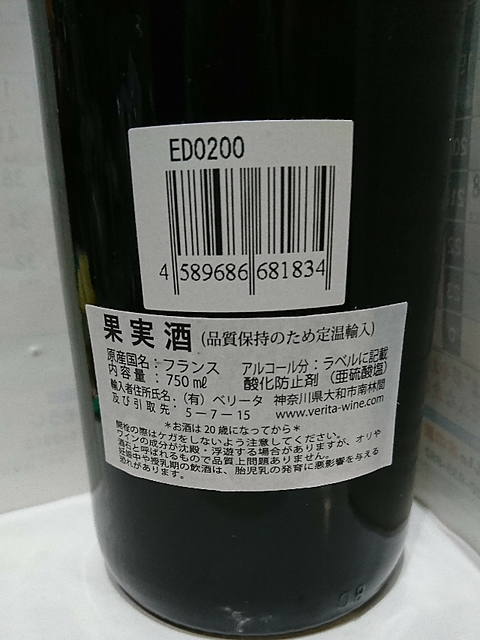 ED0200
4 589686 681834
果実酒 (品質保持のため定温輸入)
原産国名:フランス アルコール分:ラベルに記載
内容量:750㎖ 酸化防止剤(亜硫酸塩)
輸入者住所氏名:(有)ベリータ 神奈川県大和市南林間
及び引取先:5-7-15 www.verita-wine.com
*お酒は20歳になってから*
開栓の際はケガをしないよう注意してください。
ワインの成分が沈殿・浮遊する場合がありますが、オリや
酒石と呼ばれるもので品質上問題ありません。
妊娠中や授乳期の飲酒は、胎児乳の発育に悪影響を与える
恐れがあります。